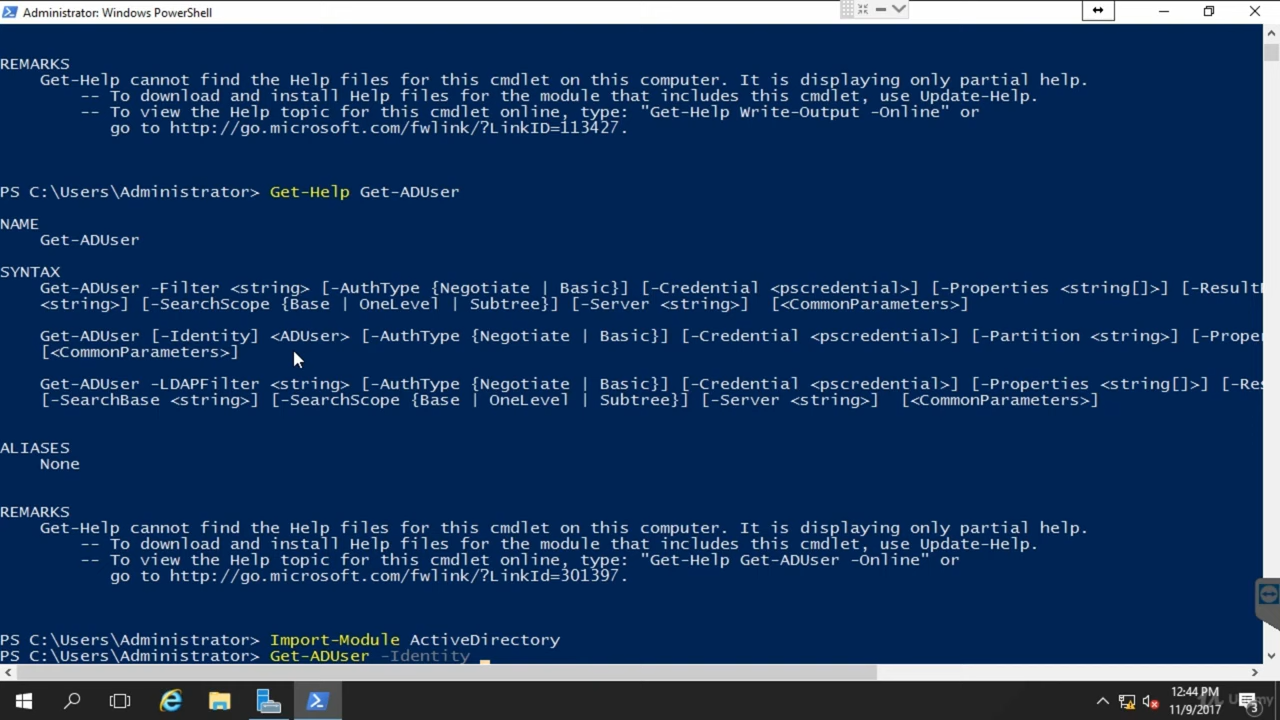 Administrator: Windows PowerShell
REMARKS
Get-Help cannot find the Help files for this cmdlet on this computer. It is displaying only partial help.
-- To download and install Help files for the module that includes this cmdlet, use Update-Help.
-- To view the Help topic for this cmdlet online, type: "Get-Help Write-Output -Online" or
go to http://go.microsoft.com/fwlink/?LinkID=113427.
PS C:\Users\Administrator> Get-Help Get-ADUser
NAME
Get-ADUser
SYNTAX
Get-ADUser -Filter <string> [-AuthType {Negotiate | Basic}] [-Credential <pscredential>] [-Properties <string[]>] [-Result
<string>] [-SearchScope {Base | OneLevel | Subtree}] [-Server <string>]  [<CommonParameters>]
Get-ADUser [-Identity] <ADUser> [-AuthType {Negotiate | Basic}] [-Credential <pscredential>] [-Partition <string>] [-Prope
[<CommonParameters>]
Get-ADUser -LDAPFilter <string> [-AuthType {Negotiate | Basic}] [-Credential <pscredential>] [-Properties <string[]>] [-Res
[-SearchBase <string>] [-SearchScope {Base | OneLevel | Subtree}] [-Server <string>]  [<CommonParameters>]
ALIASES
None
REMARKS
Get-Help cannot find the Help files for this cmdlet on this computer. It is displaying only partial help.
-- To download and install Help files for the module that includes this cmdlet, use Update-Help.
-- To view the Help topic for this cmdlet online, type: "Get-Help Get-ADUser -Online" or
go to http://go.microsoft.com/fwlink/?LinkId=301397.
PS C:\Users\Administrator> Import-Module ActiveDirectory
PS C:\Users\Administrator> Get-ADUser -Identity
12:44 PM
11/9/2017
3